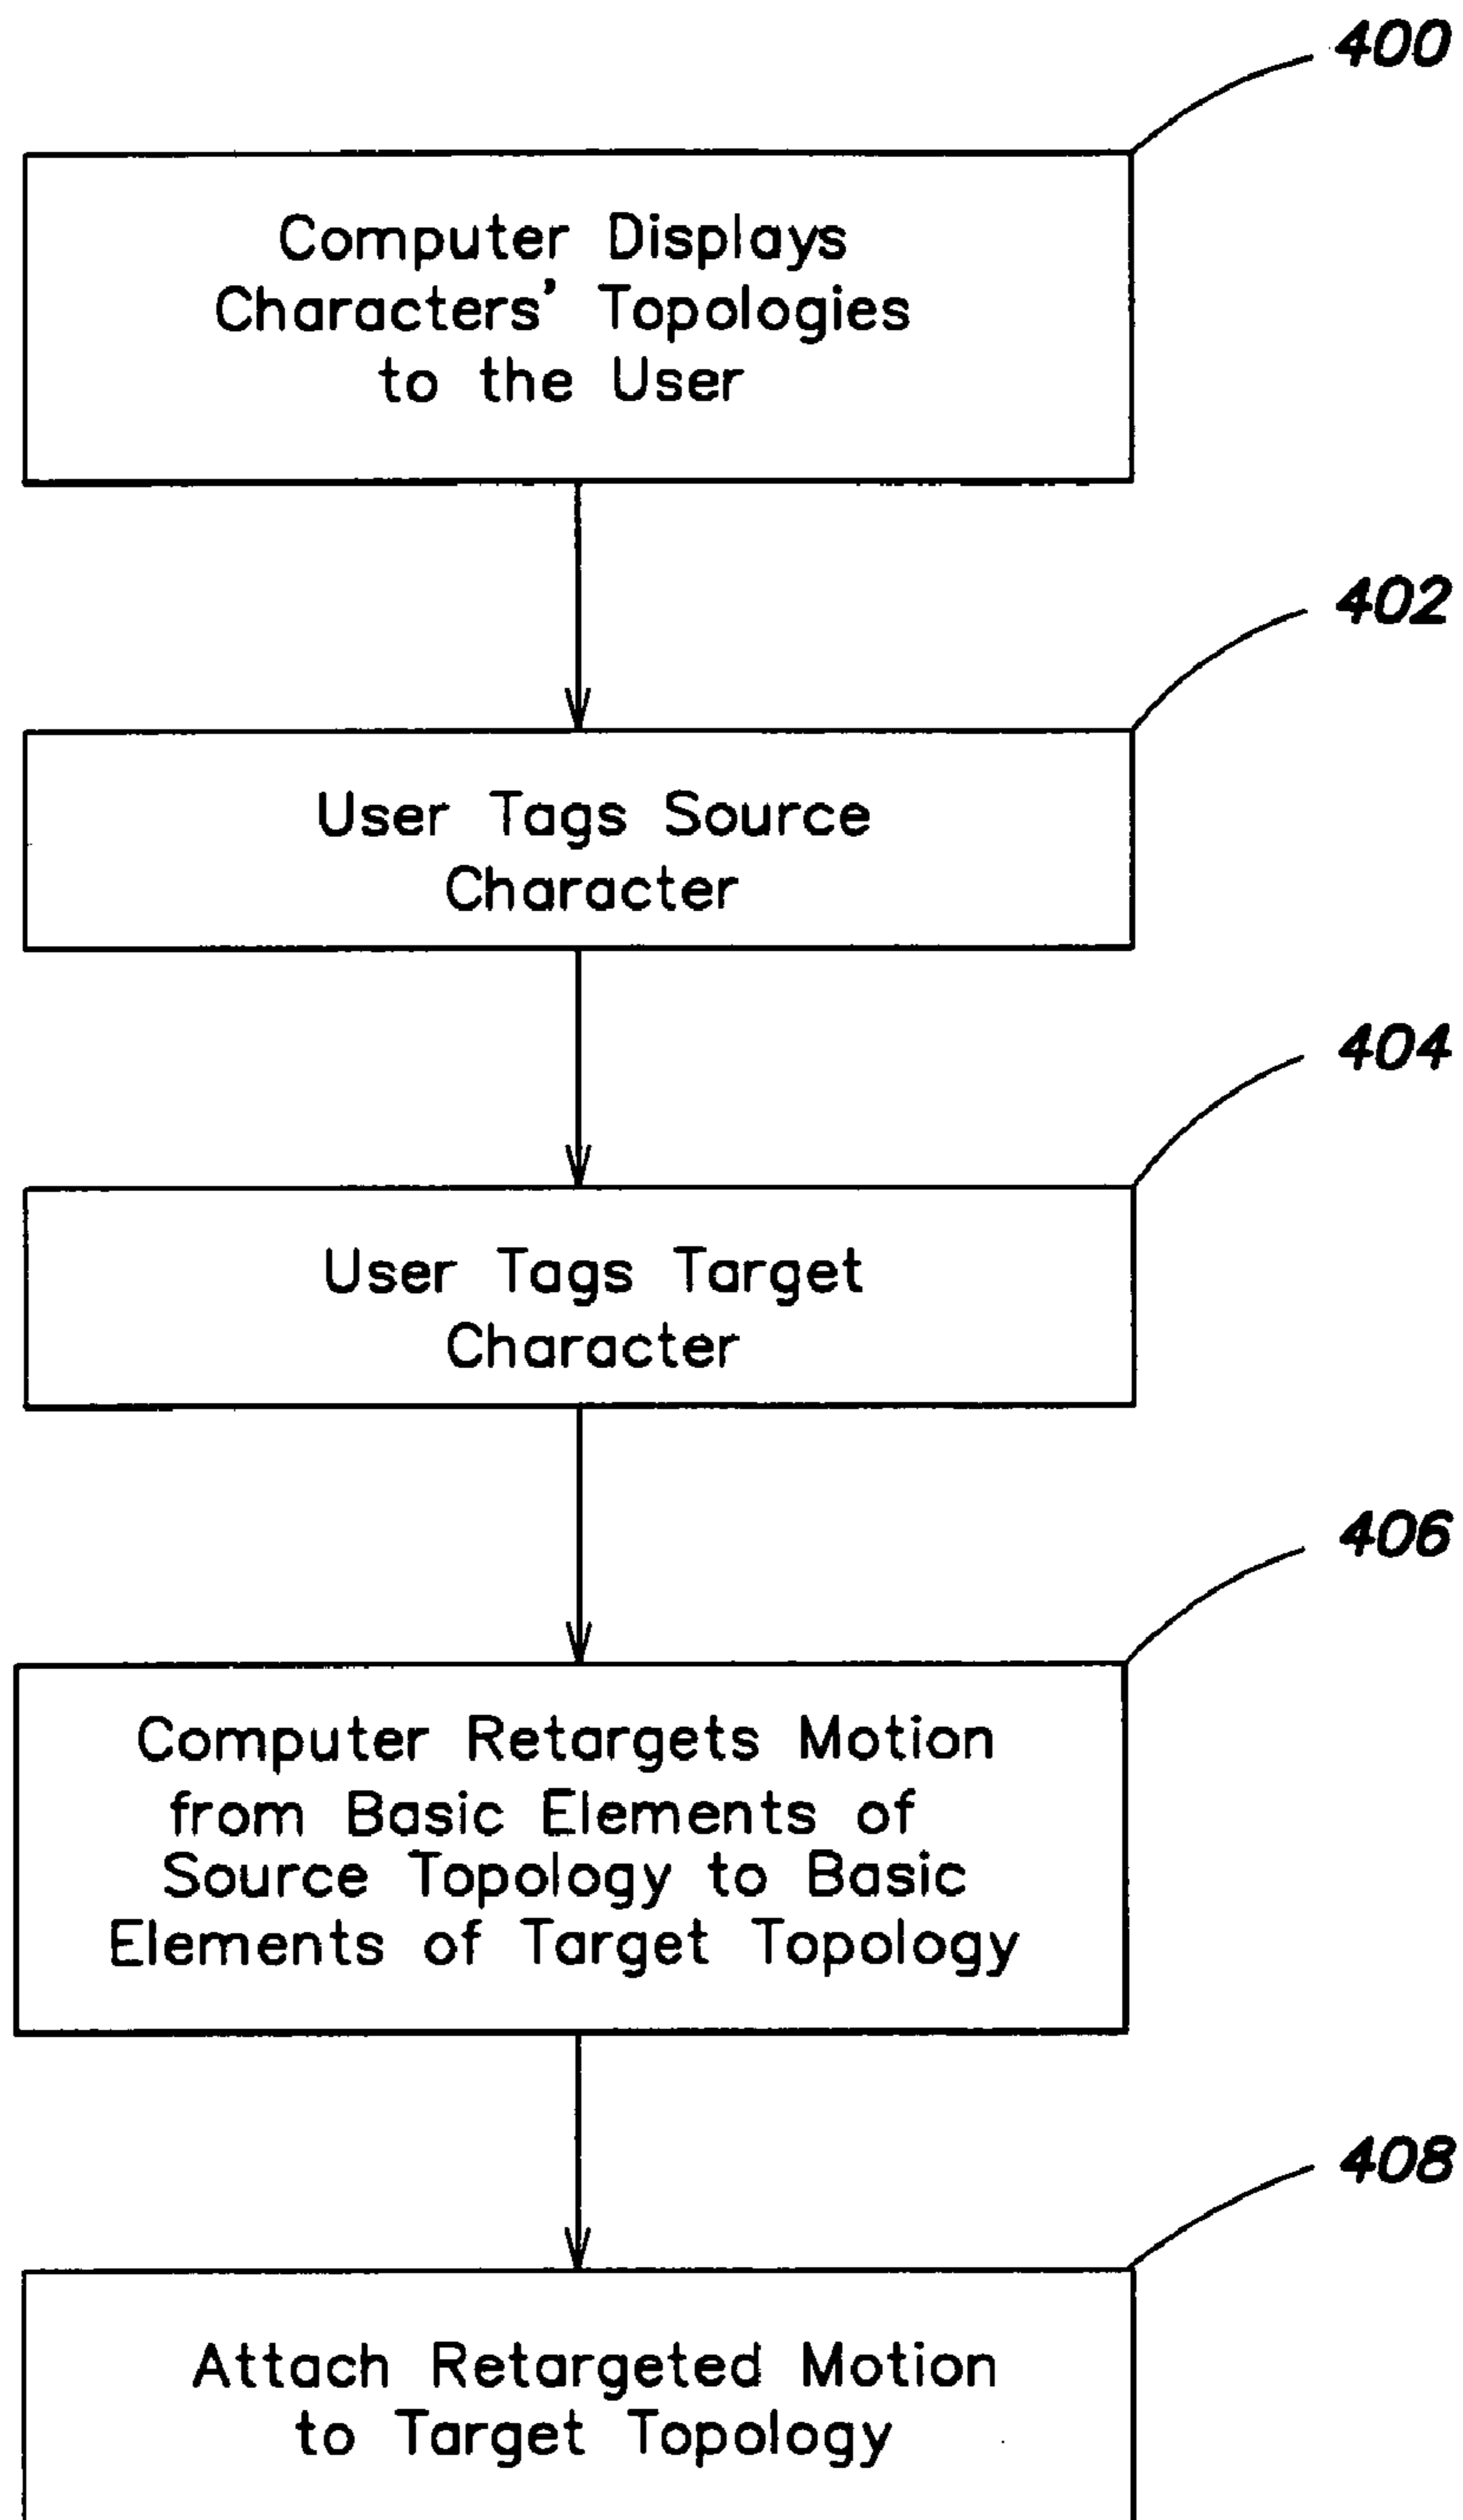 400
Computer Displays
Characters' Topologies
to the User
402
User Tags Source
Character
404
User Tags Target
Character
406
Computer Retargets Motion
from Basic Elements of
Source Topology to Basic
Elements of Target Topology
408
Attach Retargeted Motion
to Target Topology